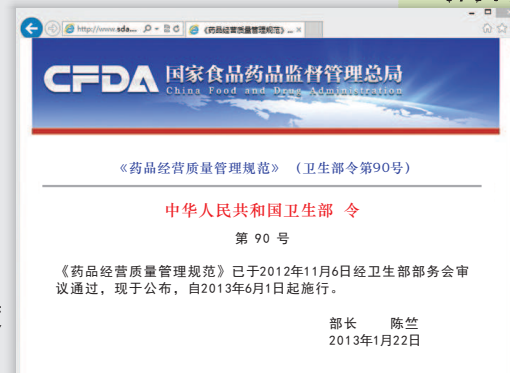 http://www.sda...
《药品经营质量管理规范》...
CFDA 国家食品药品监督管理总局
China Food and Drug Administration
《药品经营质量管理规范》 （卫生部令第90号）
中华人民共和国卫生部 令
第 90 号
《药品经营质量管理规范》已于2012年11月6日经卫生部部务会审
议通过，现于公布，自2013年6月1日起施行。
部长 陈竺
2013年1月22日